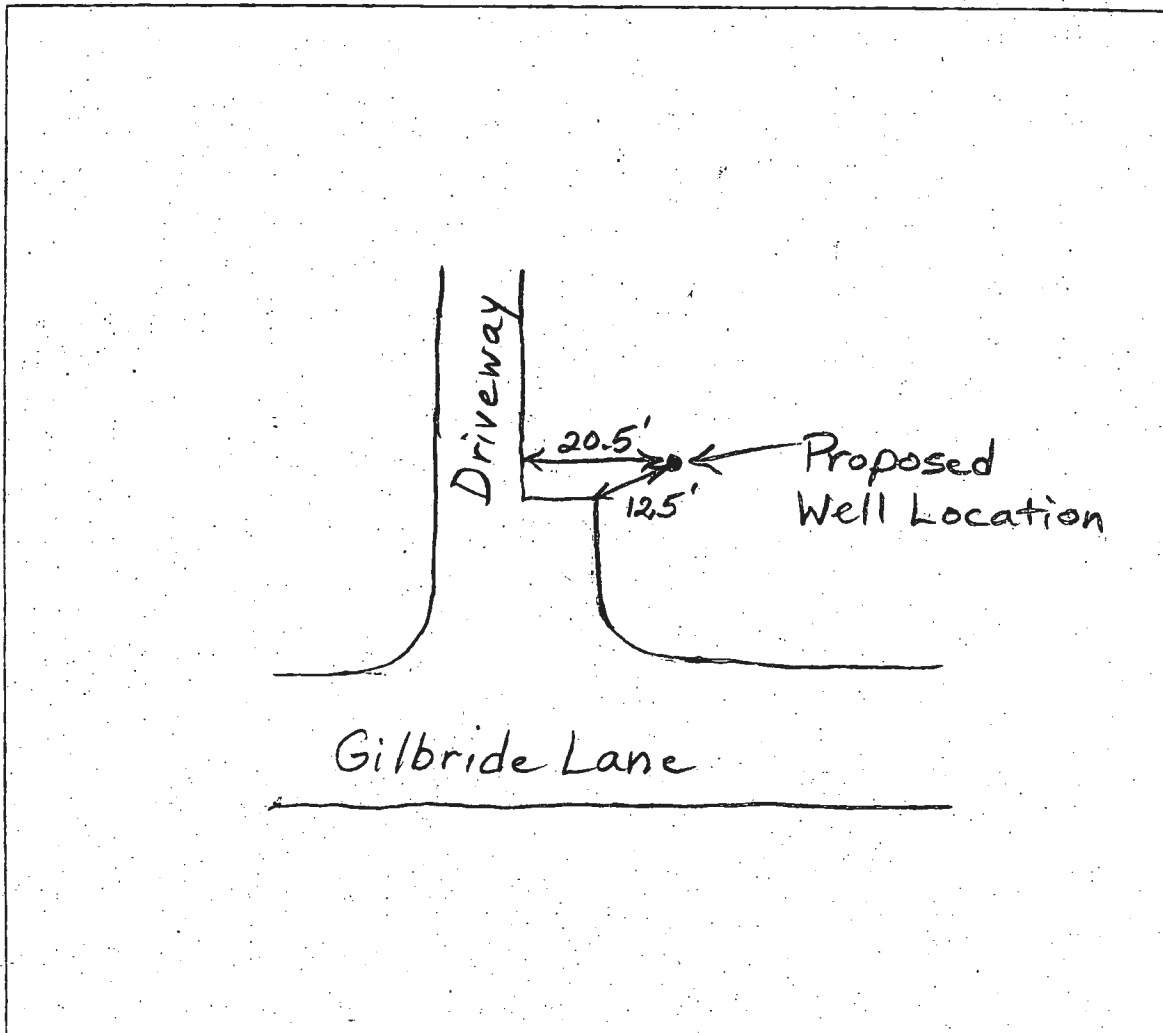 Driveway
20.5'
12.5'
Proposed
Well Location
Gilbride Lane